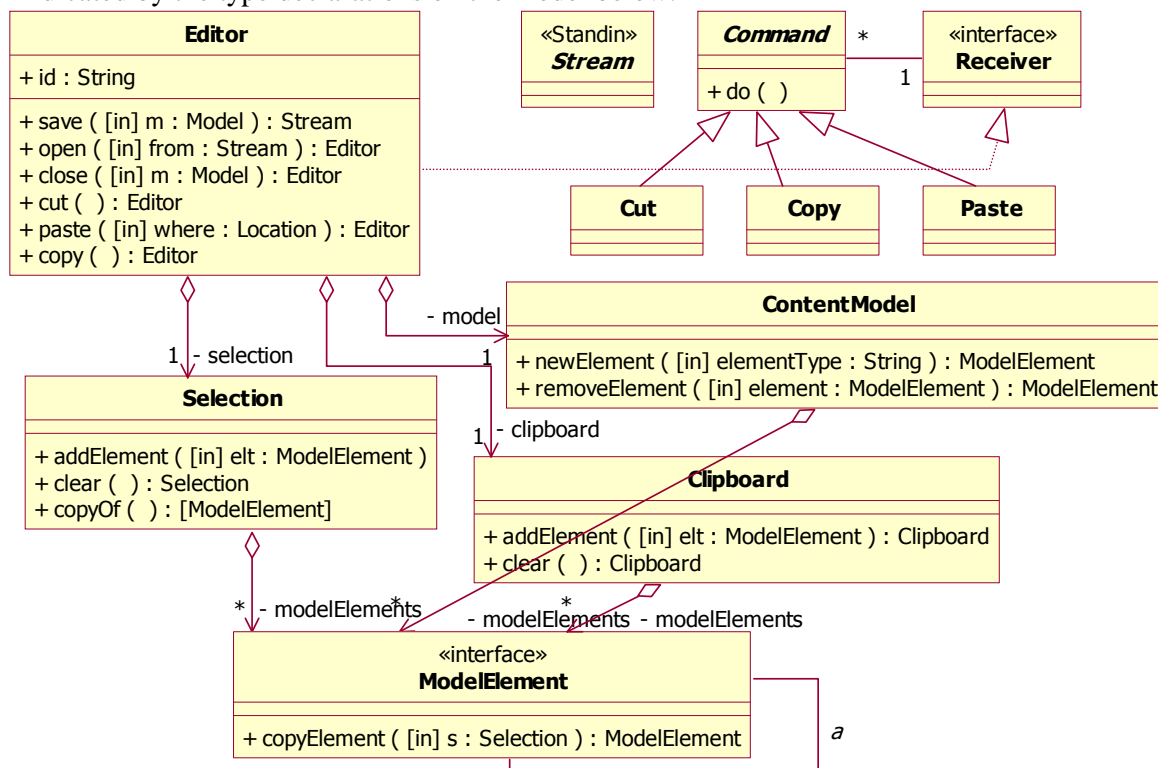 Editor
+ id : String
+ save ( [in] m : Model ) : Stream
+ open ( [in] from : Stream ) : Editor
+ close ( [in] m : Model ) : Editor
+ cut ( ) : Editor
+ paste ( [in] where : Location ) : Editor
+ copy ( ) : Editor
«Standin»
Stream
Command
+ do ( )
*
1
«interface»
Receiver
Cut
Copy
Paste
- model
1
ContentModel
+ newElement ( [in] elementType : String ) : ModelElement
+ removeElement ( [in] element : ModelElement ) : ModelElement
1 - selection
Selection
+ addElement ( [in] elt : ModelElement )
+ clear ( ) : Selection
+ copyOf ( ) : [ModelElement]
1 - clipboard
Clipboard
+ addElement ( [in] elt : ModelElement ) : Clipboard
+ clear ( ) : Clipboard
* - modelElements
* - modelElements
* - modelElements
«interface»
ModelElement
+ copyElement ( [in] s : Selection ) : ModelElement
a